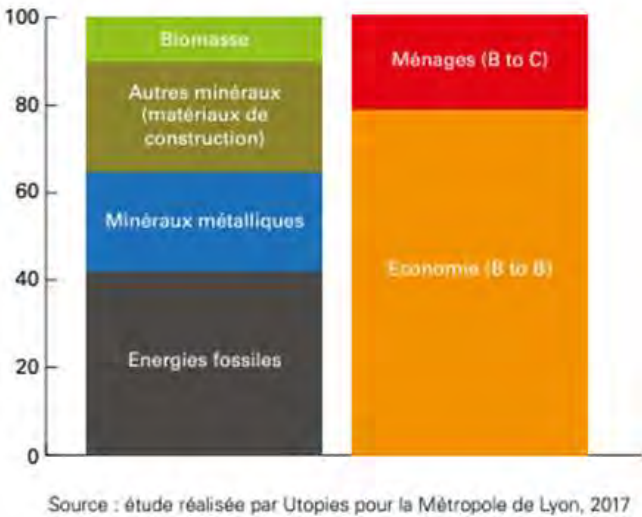 100
80
60
40
20
0
Biomasse
Autres minéraux
(matériaux de
construction)
Minéraux métalliques
Energies fossiles
Ménages (B to C)
Economie (B to B)
Source : étude réalisée par Utopies pour la Métropole de Lyon, 2017